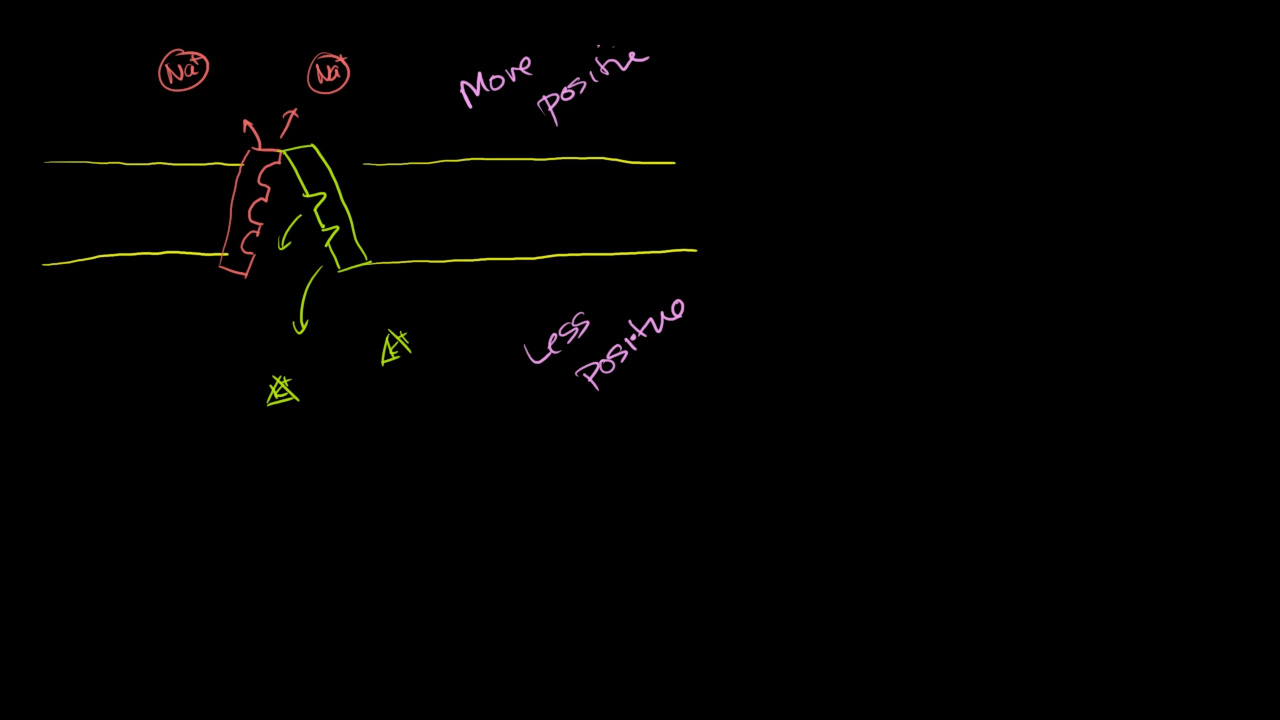 Na+ Na+
More
positive
K+
K+
Less
positive